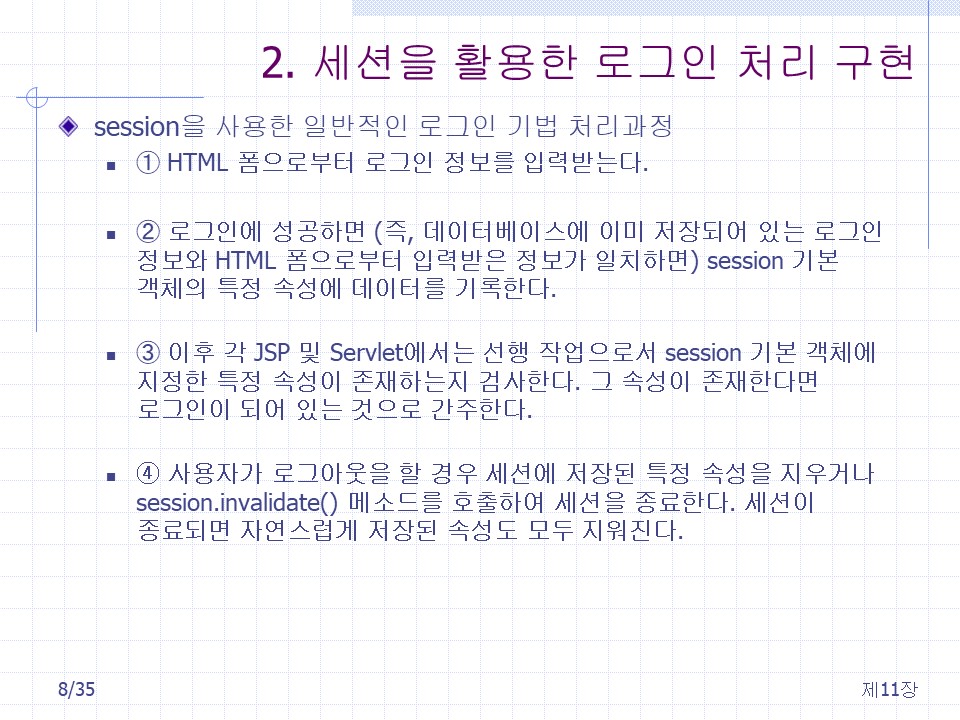 2. 세션을 활용한 로그인 처리 구현
session을 사용한 일반적인 로그인 기법 처리과정
① HTML 폼으로부터 로그인 정보를 입력받는다.
② 로그인에 성공하면 (즉, 데이터베이스에 이미 저장되어 있는 로그인
정보와 HTML 폼으로부터 입력받은 정보가 일치하면) session 기본
객체의 특정 속성에 데이터를 기록한다.
③ 이후 각 JSP 및 Servlet에서는 선행 작업으로서 session 기본 객체에
지정한 특정 속성이 존재하는지 검사한다. 그 속성이 존재한다면
로그인이 되어 있는 것으로 간주한다.
④ 사용자가 로그아웃을 할 경우 세션에 저장된 특정 속성을 지우거나
session.invalidate() 메소드를 호출하여 세션을 종료한다. 세션이
종료되면 자연스럽게 저장된 속성도 모두 지워진다.
8/35
제11장